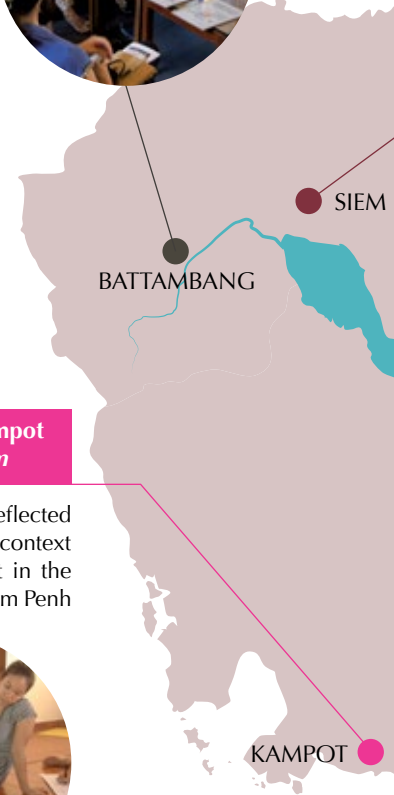 SIEM
BATTAMBANG
mpot
m
eflected
context
t in the
m Penh
KAMPOT